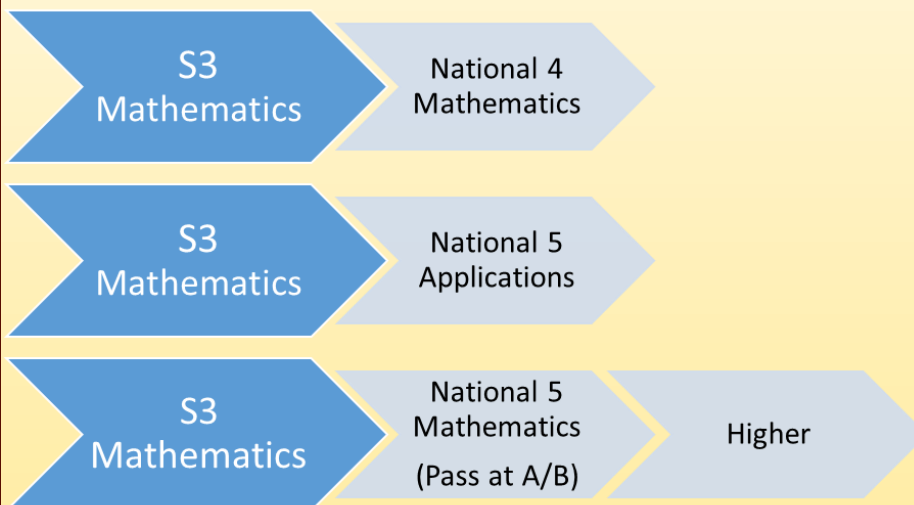 S3
Mathematics
National 4
Mathematics
S3
Mathematics
National 5
Applications
S3
Mathematics
National 5
Mathematics
(Pass at A/B)
Higher